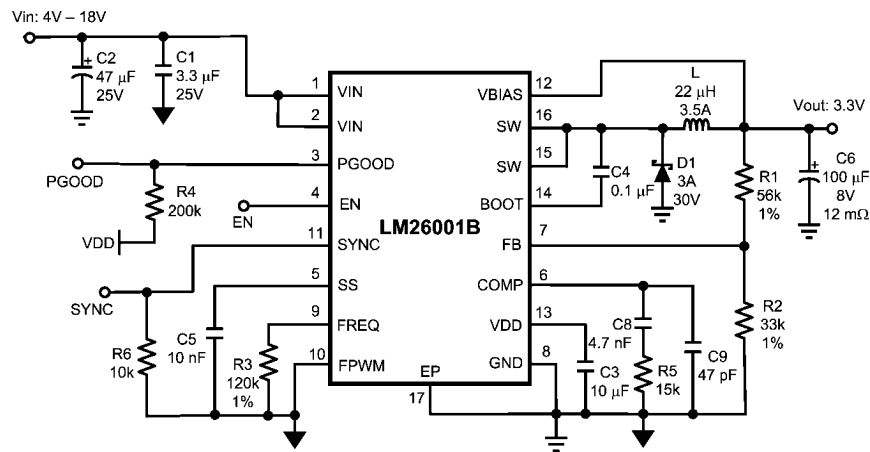 Vin: 4V – 18V
C2
47 µF
25V
C1
3.3 µF
25V
1
VIN
2
VIN
3
PGOOD
PGOOD
R4
200k
4
EN
EN
VDD
11
SYNC
SYNC
5
SS
9
FREQ
10
FPWM
R6
10k
C5
10 nF
R3
120k
1%
LM26001B
EP
17
12
VBIAS
16
SW
15
SW
14
BOOT
7
FB
6
COMP
13
VDD
8
GND
L
22 µH
3.5A
Vout: 3.3V
C4
0.1 µF
D1
3A
30V
R1
56k
1%
C6
100 µF
8V
12 mΩ
R2
33k
1%
C8
4.7 nF
C3
10 µF
R5
15k
C9
47 pF